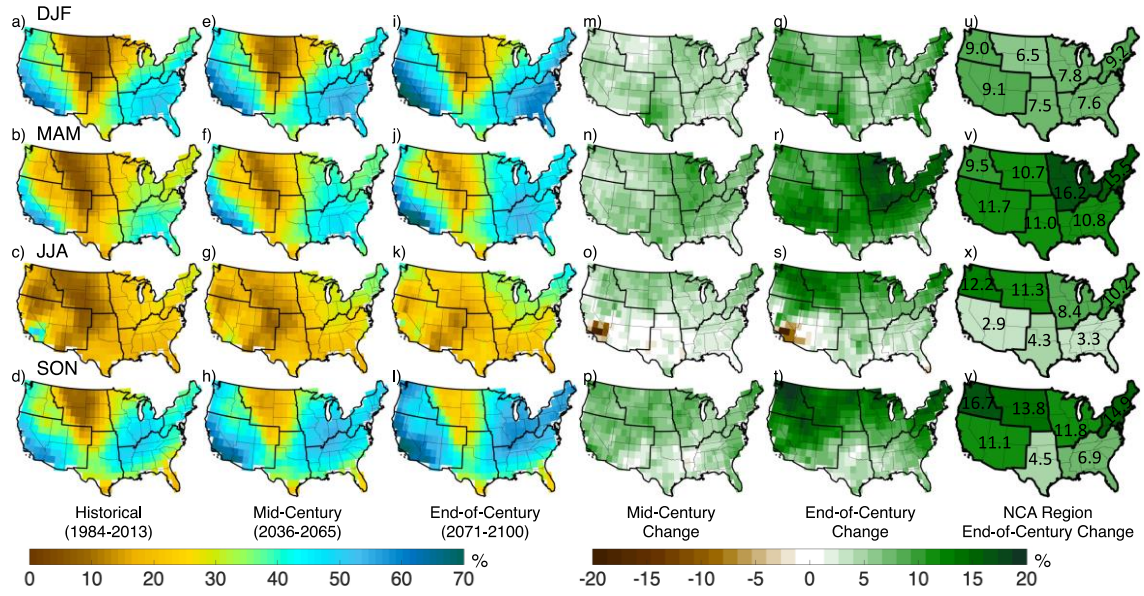 DJF
a) e) i) m) q) u)
9.0 6.5 7.8 9.1 7.5 7.6
MAM
b) f) j) n) r) v)
9.5 10.7 16.2 11.7 11.0 10.8
JJA
c) g) k) o) s) x)
12.2 11.3 10.2 8.4 2.9 4.3 3.3
SON
d) h) l) p) t) y)
16.7 13.8 14.9 11.8 11.1 4.5 6.9
Historical Mid-Century End-of-Century Mid-Century End-of-Century NCA Region
(1984-2013) (2036-2065) (2071-2100) Change Change End-of-Century Change
% %
0 10 20 30 40 50 60 70 -20 -15 -10 -5 0 5 10 15 20